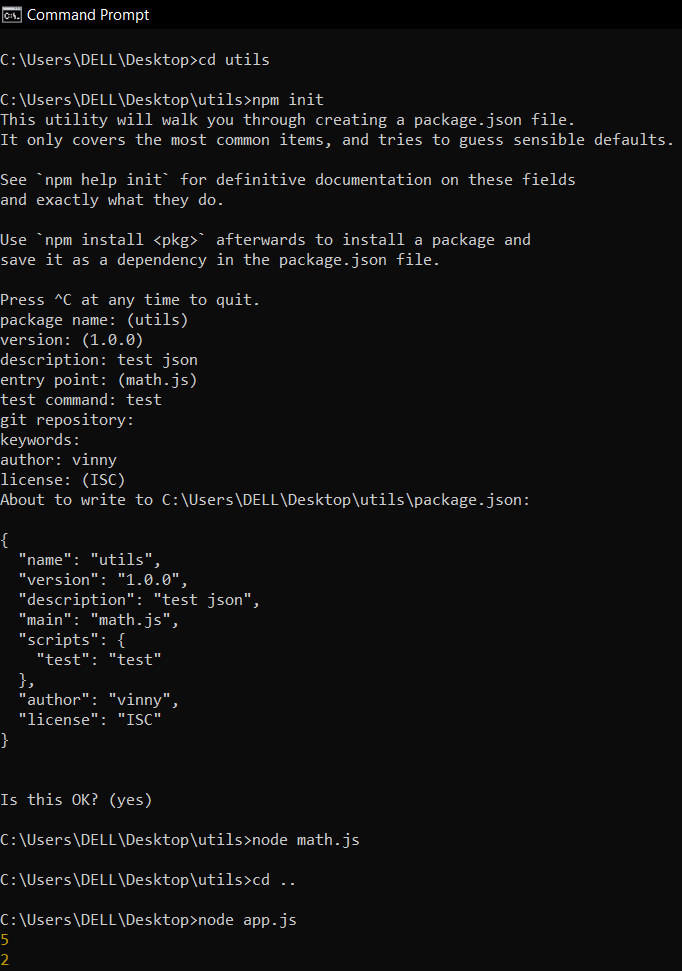 Command Prompt
C:\Users\DELL\Desktop>cd utils
C:\Users\DELL\Desktop\utils>npm init
This utility will walk you through creating a package.json file.
It only covers the most common items, and tries to guess sensible defaults.
See `npm help init` for definitive documentation on these fields
and exactly what they do.
Use `npm install <pkg>` afterwards to install a package and
save it as a dependency in the package.json file.
Press ^C at any time to quit.
package name: (utils)
version: (1.0.0)
description: test json
entry point: (math.js)
test command: test
git repository:
keywords:
author: vinny
license: (ISC)
About to write to C:\Users\DELL\Desktop\utils\package.json:
{
  "name": "utils",
  "version": "1.0.0",
  "description": "test json",
  "main": "math.js",
  "scripts": {
    "test": "test"
  },
  "author": "vinny",
  "license": "ISC"
}
Is this OK? (yes)
C:\Users\DELL\Desktop\utils>node math.js
C:\Users\DELL\Desktop\utils>cd ..
C:\Users\DELL\Desktop>node app.js
5
2